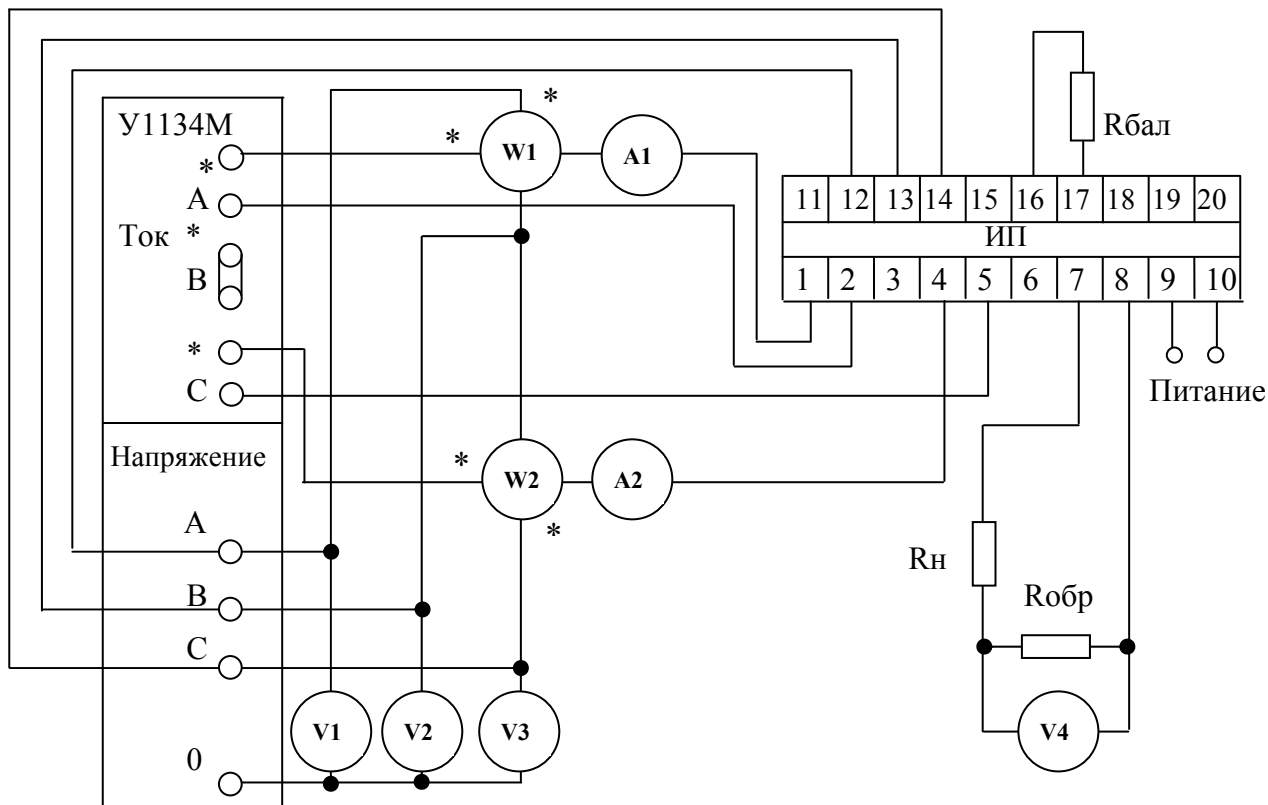 У1134М
*
А
Ток *
В
*
С
Напряжение
А
В
С
0
*
*
W1
А1
*
W2
А2
*
V1
V2
V3
Rбал
11 12 13 14 15 16 17 18 19 20
ИП
1 2 3 4 5 6 7 8 9 10
Питание
Rн
Rобр
V4